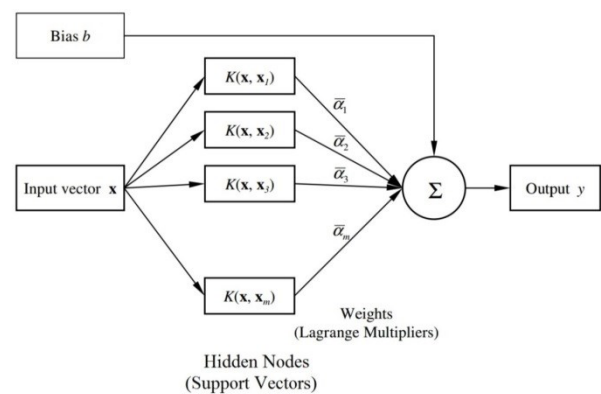 Bias b
K(x, x₁)
ᾱ₁
K(x, x₂)
ᾱ₂
K(x, x₃)
ᾱ₃
Input vector x
Σ
Output y
ᾱₘ
K(x, xₘ)
Weights
(Lagrange Multipliers)
Hidden Nodes
(Support Vectors)